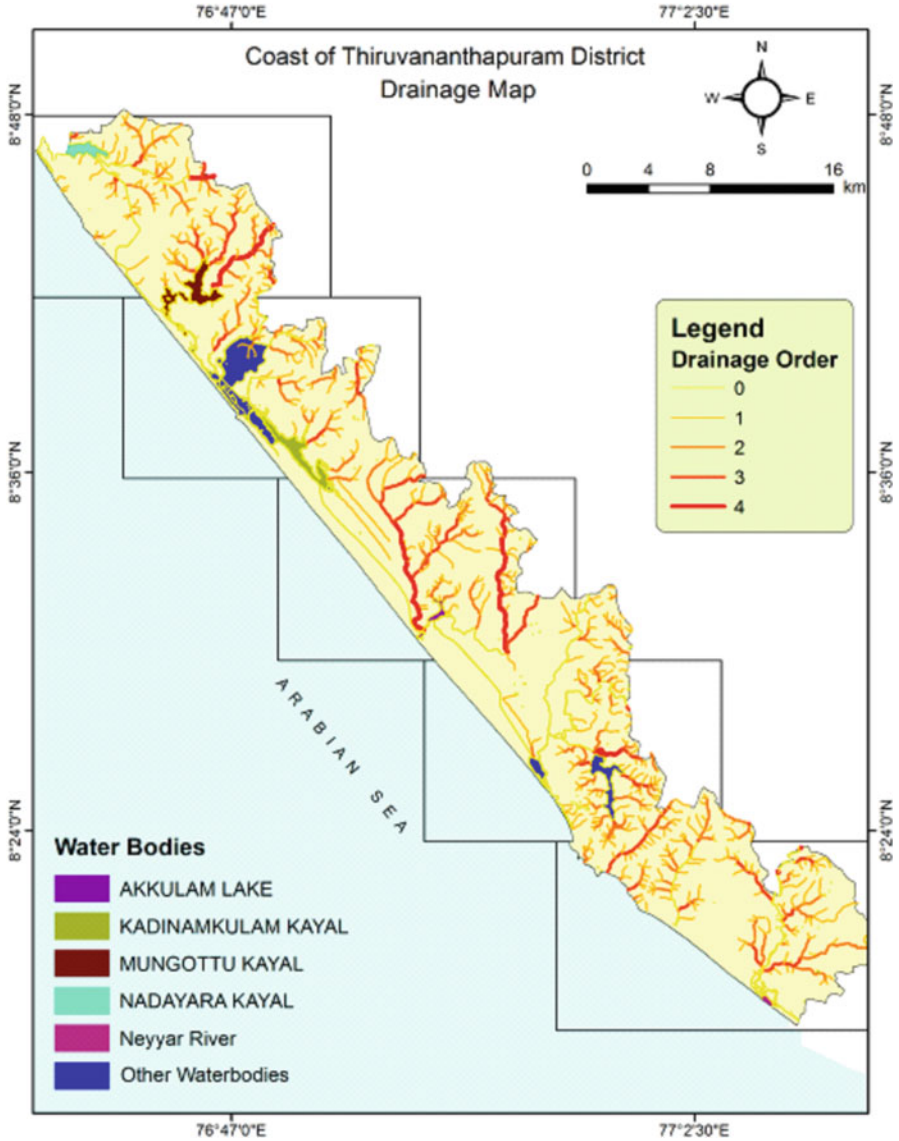 76°47'0"E
77°2'30"E
Coast of Thiruvananthapuram District
Drainage Map
N
W
E
S
8°48'0"N
8°48'0"N
0
4
8
16
km
Legend
Drainage Order
0
1
2
3
4
8°36'0"N
8°36'0"N
ARABIAN SEA
8°24'0"N
8°24'0"N
Water Bodies
AKKULAM LAKE
KADINAMKULAM KAYAL
MUNGOTTU KAYAL
NADAYARA KAYAL
Neyyar River
Other Waterbodies
76°47'0"E
77°2'30"E